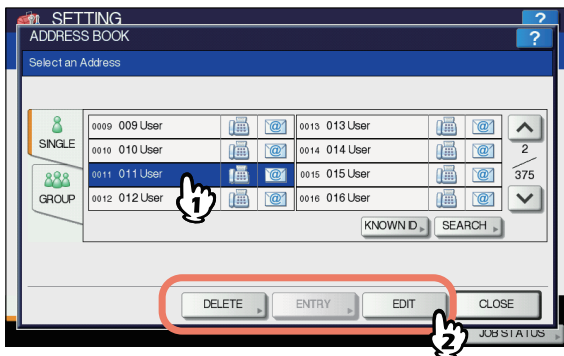 SETTING ?
ADDRESS BOOK ?
Select an Address
SINGLE
GROUP
0009 009 User @ 0013 013 User @
0010 010 User @ 0014 014 User @
0011 011 User @ 0015 015 User @
0012 012 User @ 0016 016 User @
2
375
1
KNOWN ID SEARCH
DELETE ENTRY EDIT CLOSE
2
JOB STATUS